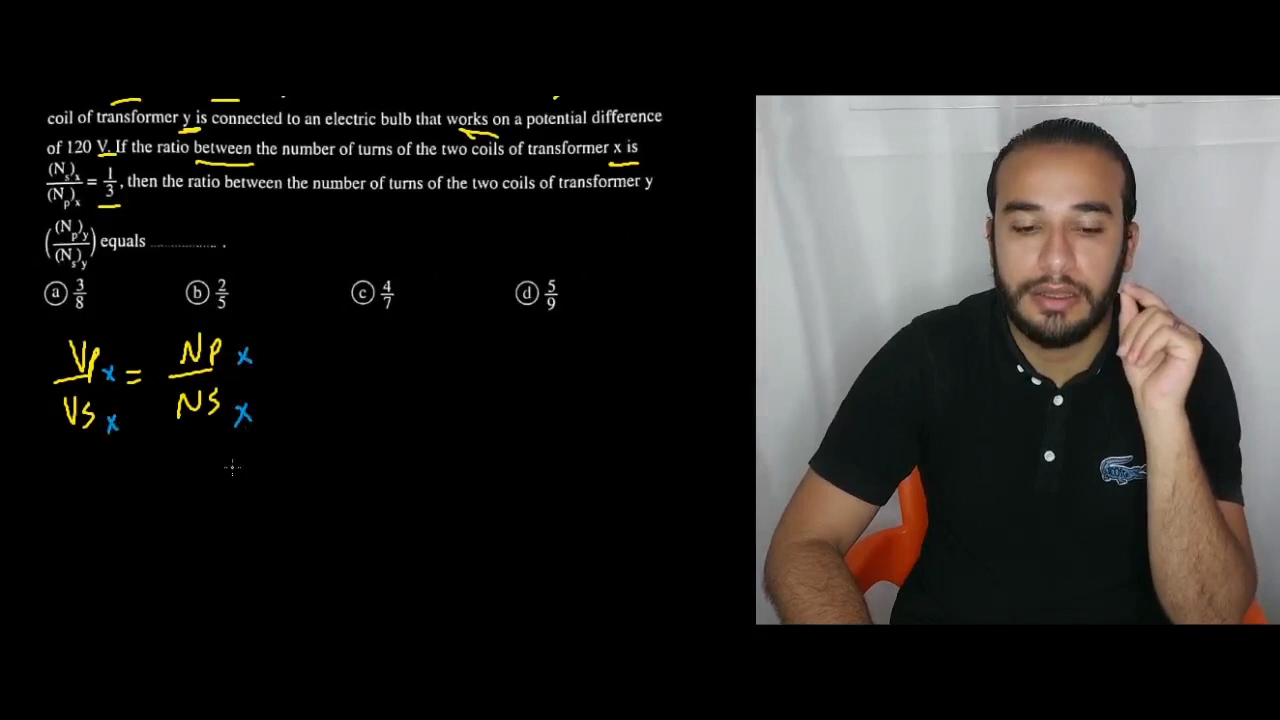 coil of transformer y is connected to an electric bulb that works on a potential difference
of 120 V. If the ratio between the number of turns of the two coils of transformer x is
(Ns)x / (Np)x = 1/3, then the ratio between the number of turns of the two coils of transformer y
((Np)y / (Ns)y) equals ................ .
ⓐ 3/8 ⓑ 2/5 ⓒ 4/7 ⓓ 5/9
Vp x / Vs x = Np x / Ns x